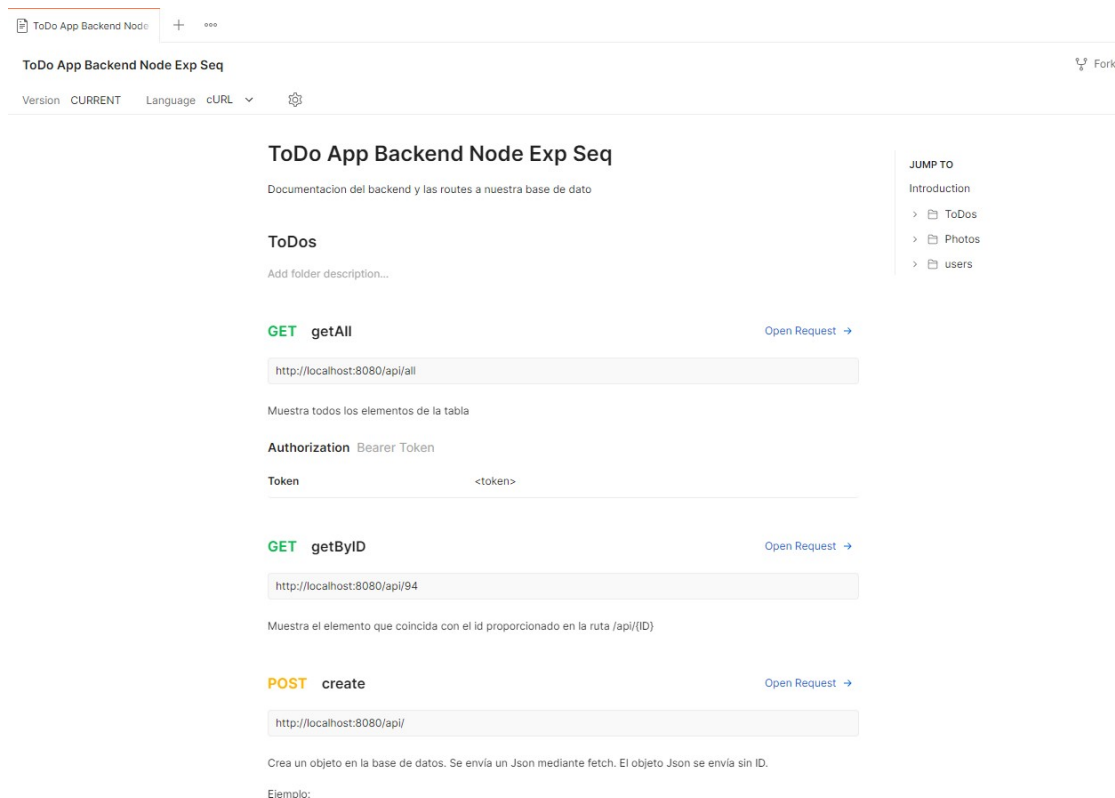 ToDo App Backend Node
ToDo App Backend Node Exp Seq
Fork
Version CURRENT Language cURL
ToDo App Backend Node Exp Seq
Documentacion del backend y las routes a nuestra base de dato
JUMP TO
Introduction
ToDos
Photos
users
ToDos
Add folder description...
GET getAll
Open Request →
http://localhost:8080/api/all
Muestra todos los elementos de la tabla
Authorization Bearer Token
Token <token>
GET getByID
Open Request →
http://localhost:8080/api/94
Muestra el elemento que coincida con el id proporcionado en la ruta /api/{ID}
POST create
Open Request →
http://localhost:8080/api/
Crea un objeto en la base de datos. Se envía un Json mediante fetch. El objeto Json se envía sin ID.
Ejemplo: